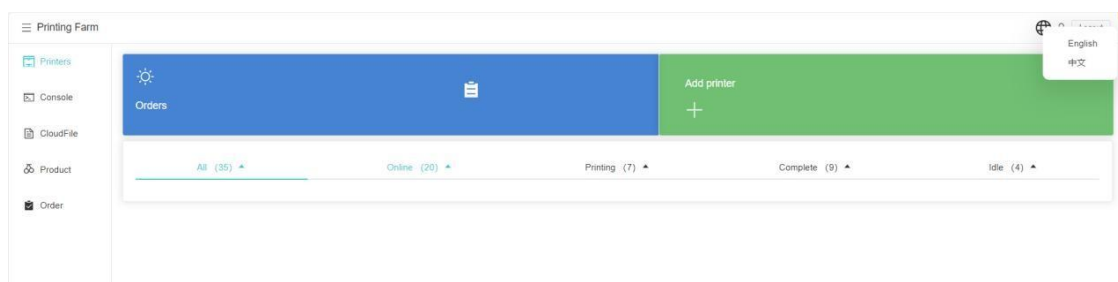 Printing Farm
English
中文
Printers
Console
CloudFile
Product
Order
Orders
Add printer
All (35)
Online (20)
Printing (7)
Complete (9)
Idle (4)